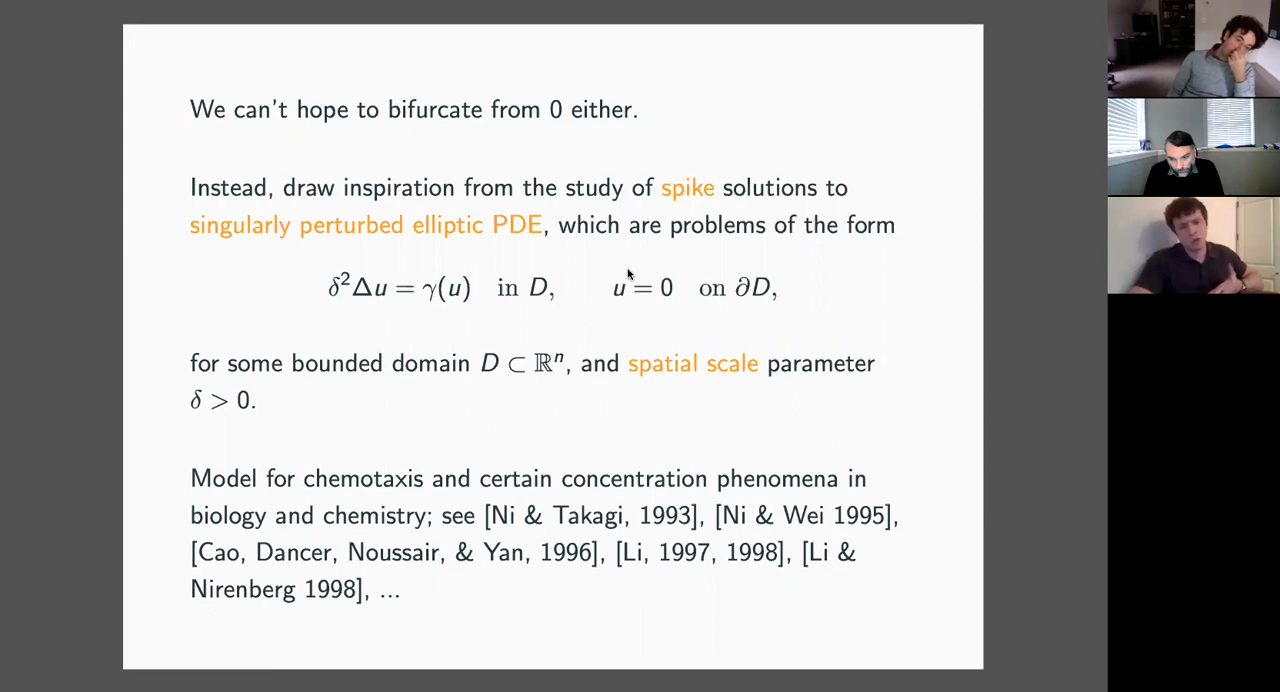 We can't hope to bifurcate from 0 either.
Instead, draw inspiration from the study of spike solutions to
singularly perturbed elliptic PDE, which are problems of the form
δ²Δu = γ(u) in D, u = 0 on ∂D,
for some bounded domain D ⊂ ℝⁿ, and spatial scale parameter
δ > 0.
Model for chemotaxis and certain concentration phenomena in
biology and chemistry; see [Ni & Takagi, 1993], [Ni & Wei 1995],
[Cao, Dancer, Noussair, & Yan, 1996], [Li, 1997, 1998], [Li &
Nirenberg 1998], ...